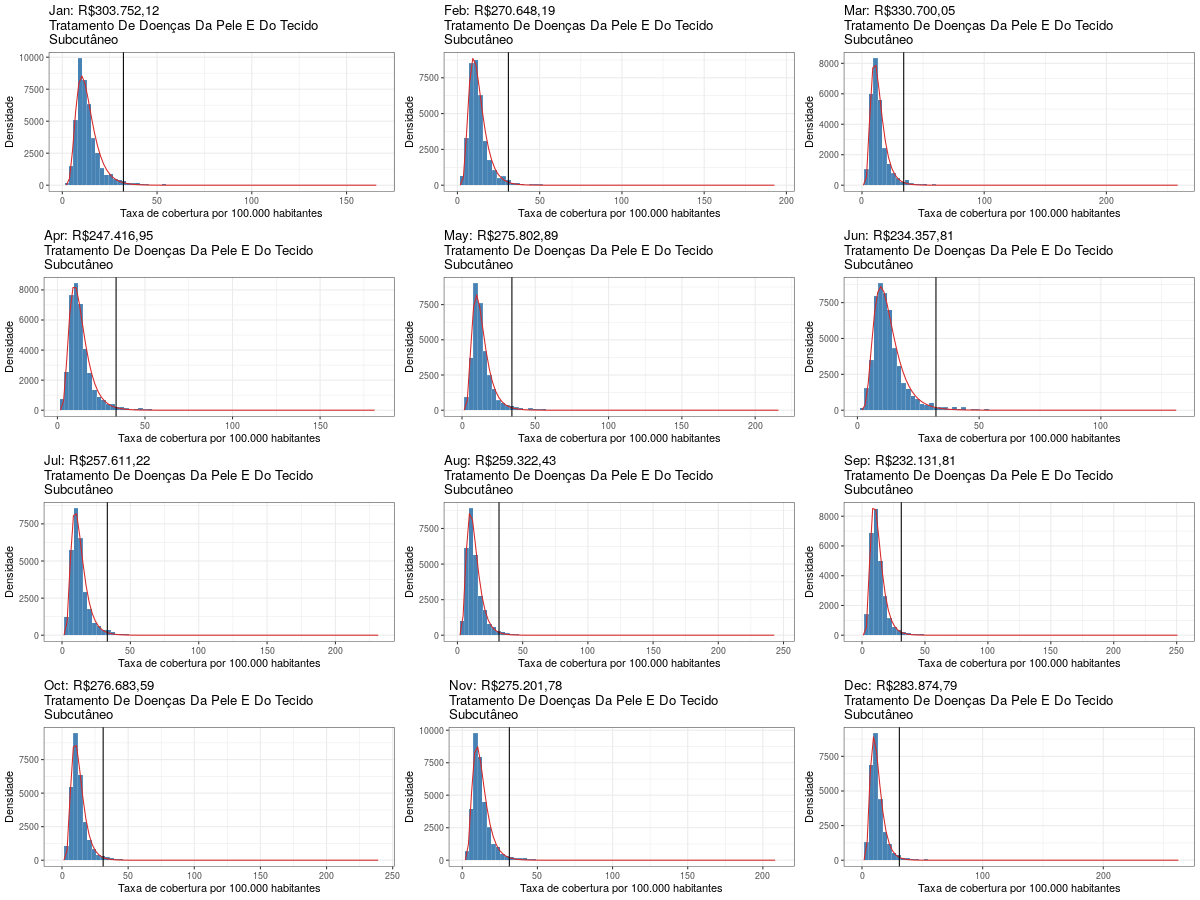 Jan: R$303.752,12
Tratamento De Doenças Da Pele E Do Tecido
Subcutâneo
10000
7500
5000
2500
0
Densidade
0 50 100 150
Taxa de cobertura por 100.000 habitantes
Feb: R$270.648,19
Tratamento De Doenças Da Pele E Do Tecido
Subcutâneo
7500
5000
2500
0
Densidade
0 50 100 150 200
Taxa de cobertura por 100.000 habitantes
Mar: R$330.700,05
Tratamento De Doenças Da Pele E Do Tecido
Subcutâneo
8000
6000
4000
2000
0
Densidade
0 100 200
Taxa de cobertura por 100.000 habitantes
Apr: R$247.416,95
Tratamento De Doenças Da Pele E Do Tecido
Subcutâneo
8000
6000
4000
2000
0
Densidade
0 50 100 150
Taxa de cobertura por 100.000 habitantes
May: R$275.802,89
Tratamento De Doenças Da Pele E Do Tecido
Subcutâneo
7500
5000
2500
0
Densidade
0 50 100 150 200
Taxa de cobertura por 100.000 habitantes
Jun: R$234.357,81
Tratamento De Doenças Da Pele E Do Tecido
Subcutâneo
7500
5000
2500
0
Densidade
0 50 100
Taxa de cobertura por 100.000 habitantes
Jul: R$257.611,22
Tratamento De Doenças Da Pele E Do Tecido
Subcutâneo
7500
5000
2500
0
Densidade
0 50 100 150 200
Taxa de cobertura por 100.000 habitantes
Aug: R$259.322,43
Tratamento De Doenças Da Pele E Do Tecido
Subcutâneo
7500
5000
2500
0
Densidade
0 50 100 150 200 250
Taxa de cobertura por 100.000 habitantes
Sep: R$232.131,81
Tratamento De Doenças Da Pele E Do Tecido
Subcutâneo
8000
6000
4000
2000
0
Densidade
0 50 100 150 200 250
Taxa de cobertura por 100.000 habitantes
Oct: R$276.683,59
Tratamento De Doenças Da Pele E Do Tecido
Subcutâneo
7500
5000
2500
0
Densidade
0 50 100 150 200 250
Taxa de cobertura por 100.000 habitantes
Nov: R$275.201,78
Tratamento De Doenças Da Pele E Do Tecido
Subcutâneo
10000
7500
5000
2500
0
Densidade
0 50 100 150 200
Taxa de cobertura por 100.000 habitantes
Dec: R$283.874,79
Tratamento De Doenças Da Pele E Do Tecido
Subcutâneo
7500
5000
2500
0
Densidade
0 100 200
Taxa de cobertura por 100.000 habitantes